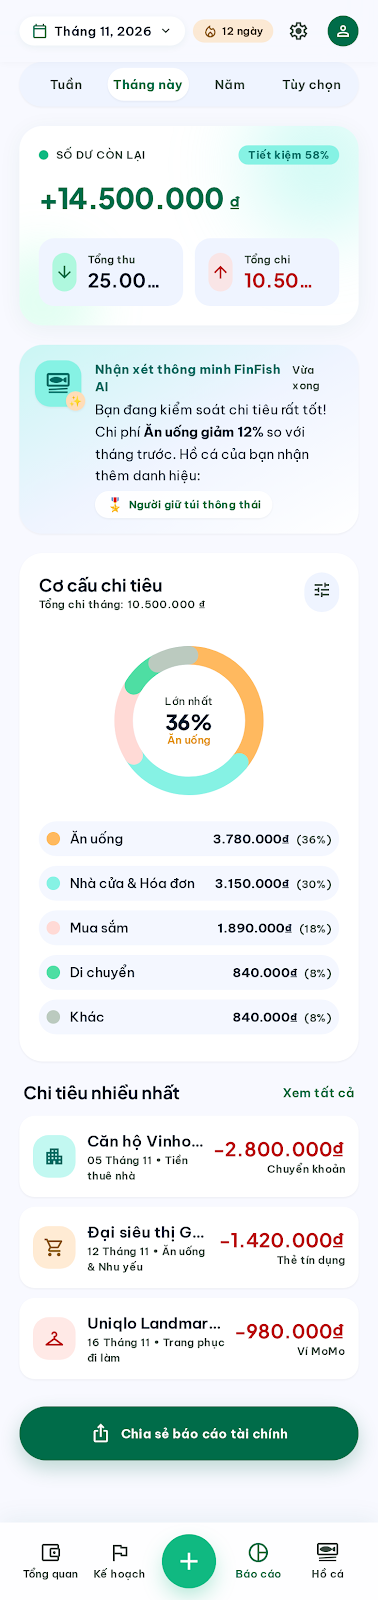 Tháng 11, 2026
12 ngày
Tuần
Tháng này
Năm
Tùy chọn
SỐ DƯ CÒN LẠI
Tiết kiệm 58%
+14.500.000 ₫
Tổng thu
25.00...
Tổng chi
10.50...
Nhận xét thông minh FinFish AI
Vừa xong
Bạn đang kiểm soát chi tiêu rất tốt!
Chi phí Ăn uống giảm 12% so với
tháng trước. Hồ cá của bạn nhận
thêm danh hiệu:
Người giữ túi thông thái
Cơ cấu chi tiêu
Tổng chi tháng: 10.500.000 ₫
Lớn nhất
36%
Ăn uống
Ăn uống 3.780.000₫ (36%)
Nhà cửa & Hóa đơn 3.150.000₫ (30%)
Mua sắm 1.890.000₫ (18%)
Di chuyển 840.000₫ (8%)
Khác 840.000₫ (8%)
Chi tiêu nhiều nhất
Xem tất cả
Căn hộ Vinho...
05 Tháng 11 • Tiền
thuê nhà
-2.800.000₫
Chuyển khoản
Đại siêu thị G...
12 Tháng 11 • Ăn uống
& Nhu yếu
-1.420.000₫
Thẻ tín dụng
Uniqlo Landmar...
16 Tháng 11 • Trang phục
đi làm
-980.000₫
Ví MoMo
Chia sẻ báo cáo tài chính
Tổng quan
Kế hoạch
Báo cáo
Hồ cá